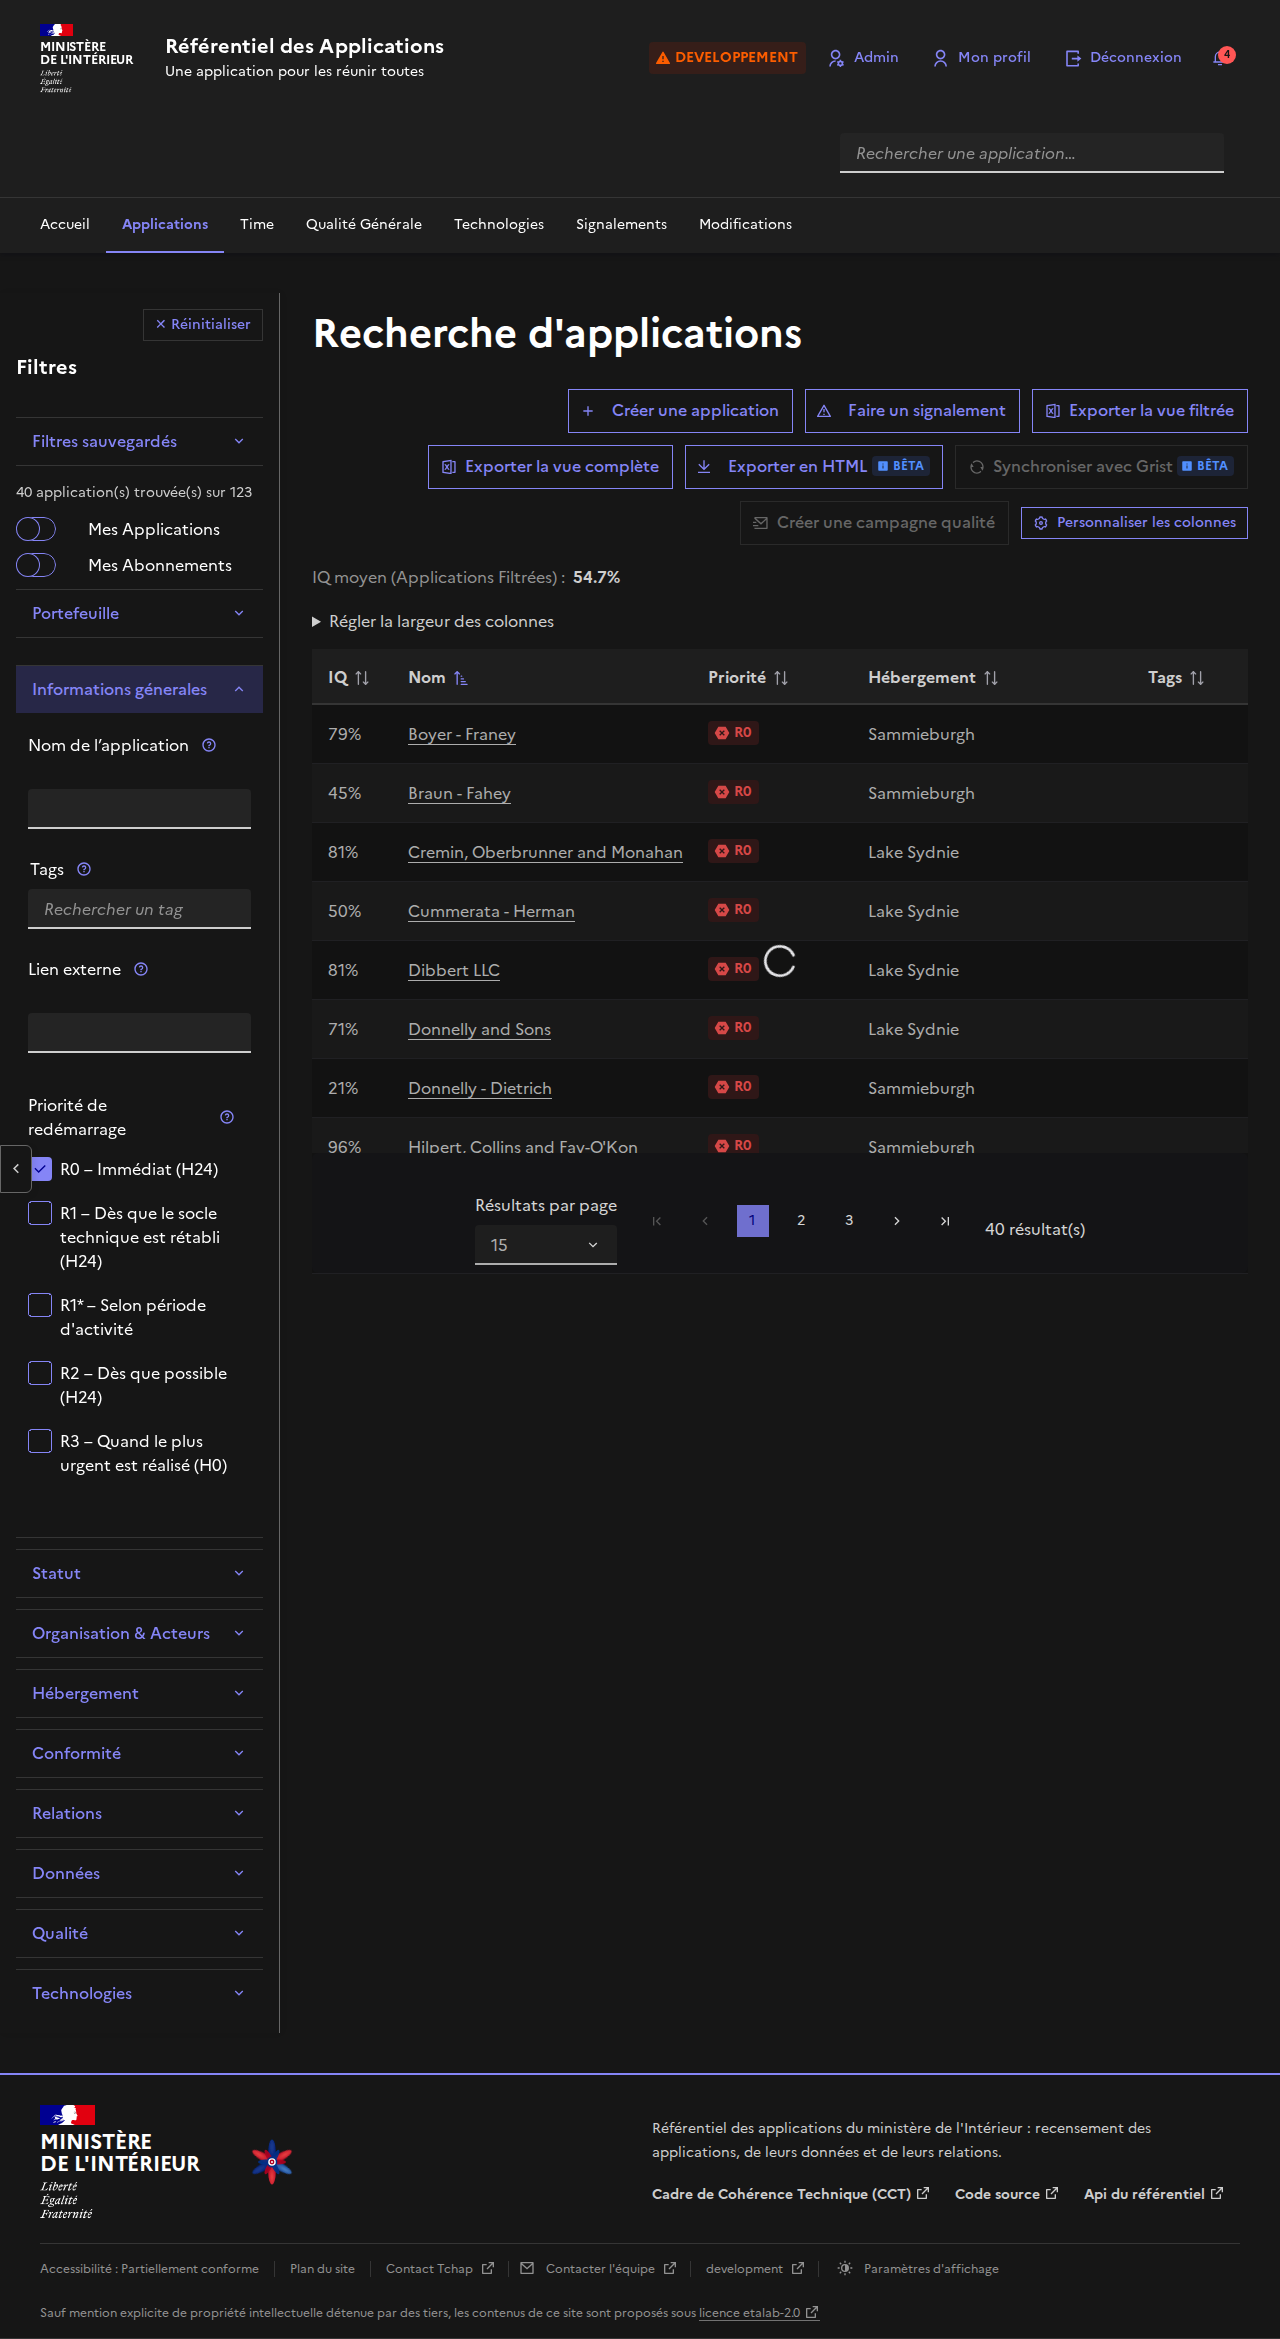 MINISTÈRE
DE L'INTÉRIEUR
Liberté
Égalité
Fraternité
Référentiel des Applications
Une application pour les réunir toutes
DEVELOPPEMENT
Admin
Mon profil
Déconnexion
4
Rechercher une application...
Accueil
Applications
Time
Qualité Générale
Technologies
Signalements
Modifications
Réinitialiser
Filtres
Filtres sauvegardés
40 application(s) trouvée(s) sur 123
Mes Applications
Mes Abonnements
Portefeuille
Informations génerales
Nom de l’application
Tags
Rechercher un tag
Lien externe
Priorité de
redémarrage
R0 – Immédiat (H24)
R1 – Dès que le socle
technique est rétabli
(H24)
R1* – Selon période
d'activité
R2 – Dès que possible
(H24)
R3 – Quand le plus
urgent est réalisé (H0)
Statut
Organisation & Acteurs
Hébergement
Conformité
Relations
Données
Qualité
Technologies
Recherche d'applications
Créer une application
Faire un signalement
Exporter la vue filtrée
Exporter la vue complète
Exporter en HTML BÊTA
Synchroniser avec Grist BÊTA
Créer une campagne qualité
Personnaliser les colonnes
IQ moyen (Applications Filtrées) : 54.7%
Régler la largeur des colonnes
IQ Nom Priorité Hébergement Tags
79% Boyer - Franey R0 Sammieburgh
45% Braun - Fahey R0 Sammieburgh
81% Cremin, Oberbrunner and Monahan R0 Lake Sydnie
50% Cummerata - Herman R0 Lake Sydnie
81% Dibbert LLC R0 Lake Sydnie
71% Donnelly and Sons R0 Lake Sydnie
21% Donnelly - Dietrich R0 Sammieburgh
96% Hilpert, Collins and Fay-O'Kon R0 Sammieburgh
Résultats par page
15
1 2 3
40 résultat(s)
MINISTÈRE
DE L'INTÉRIEUR
Liberté
Égalité
Fraternité
Référentiel des applications du ministère de l'Intérieur : recensement des
applications, de leurs données et de leurs relations.
Cadre de Cohérence Technique (CCT)
Code source
Api du référentiel
Accessibilité : Partiellement conforme
Plan du site
Contact Tchap
Contacter l'équipe
development
Paramètres d'affichage
Sauf mention explicite de propriété intellectuelle détenue par des tiers, les contenus de ce site sont proposés sous licence etalab-2.0